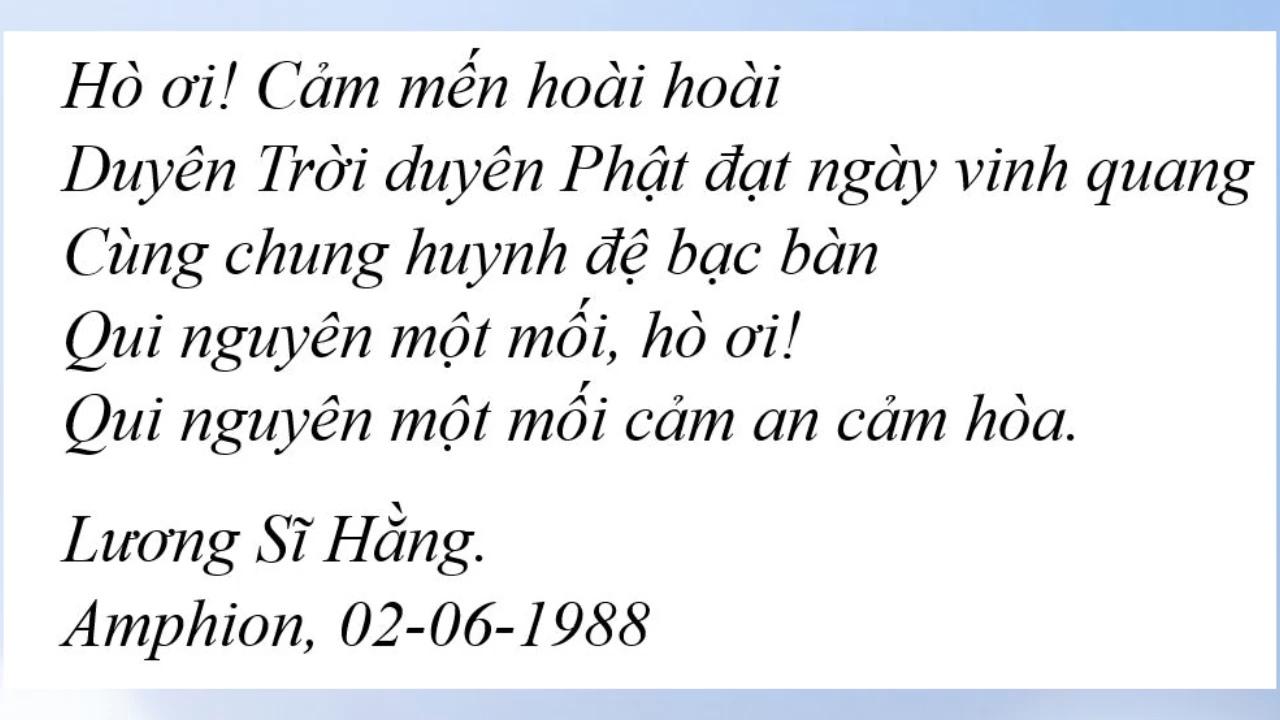 Hò ơi! Cảm mến hoài hoài
Duyên Trời duyên Phật đạt ngày vinh quang
Cùng chung huynh đệ bạc bàn
Qui nguyên một mối, hò ơi!
Qui nguyên một mối cảm an cảm hòa.
Lương Sĩ Hằng.
Amphion, 02-06-1988